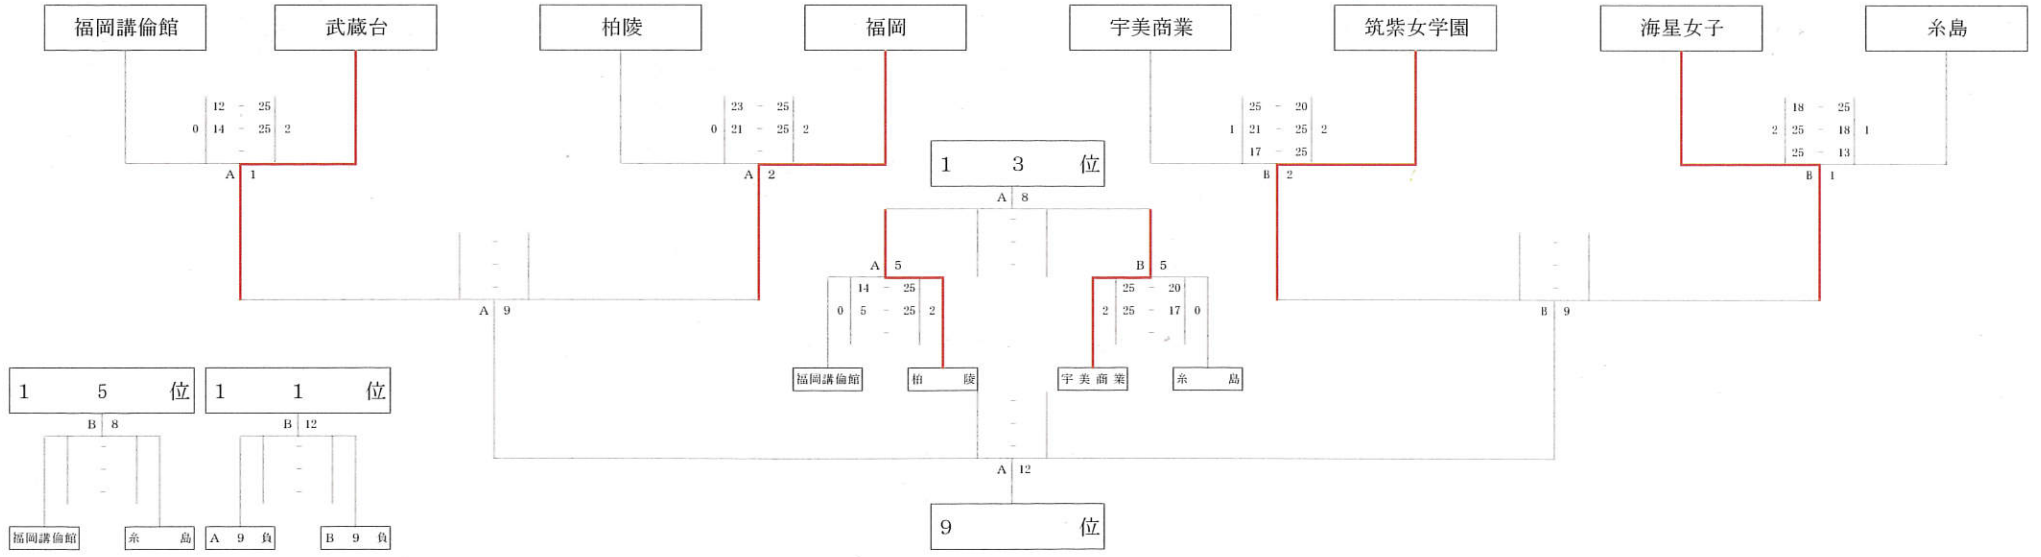 福岡講倫館 武蔵台 柏陵 福岡 宇美商業 筑紫女学園 海星女子 糸島
12 - 25 23 - 25 25 - 20 18 - 25
0 14 - 25 2 0 21 - 25 2 1 21 - 25 2 2 25 - 18 1
- - 17 - 25 25 - 13
A 1 A 2 B 2 B 1
1 3 位
A 8
-
- - -
- - -
- -
A 5 B 5
14 - 25 25 - 20
0 5 - 25 2 2 25 - 17 0
- -
A 9 B 9
福岡講倫館 柏陵 宇美商業 糸島
1 5 位 1 1 位
B 8 B 12
- - -
- - -
- - -
A 12
9 位
福岡講倫館 糸島 A 9 負 B 9 負